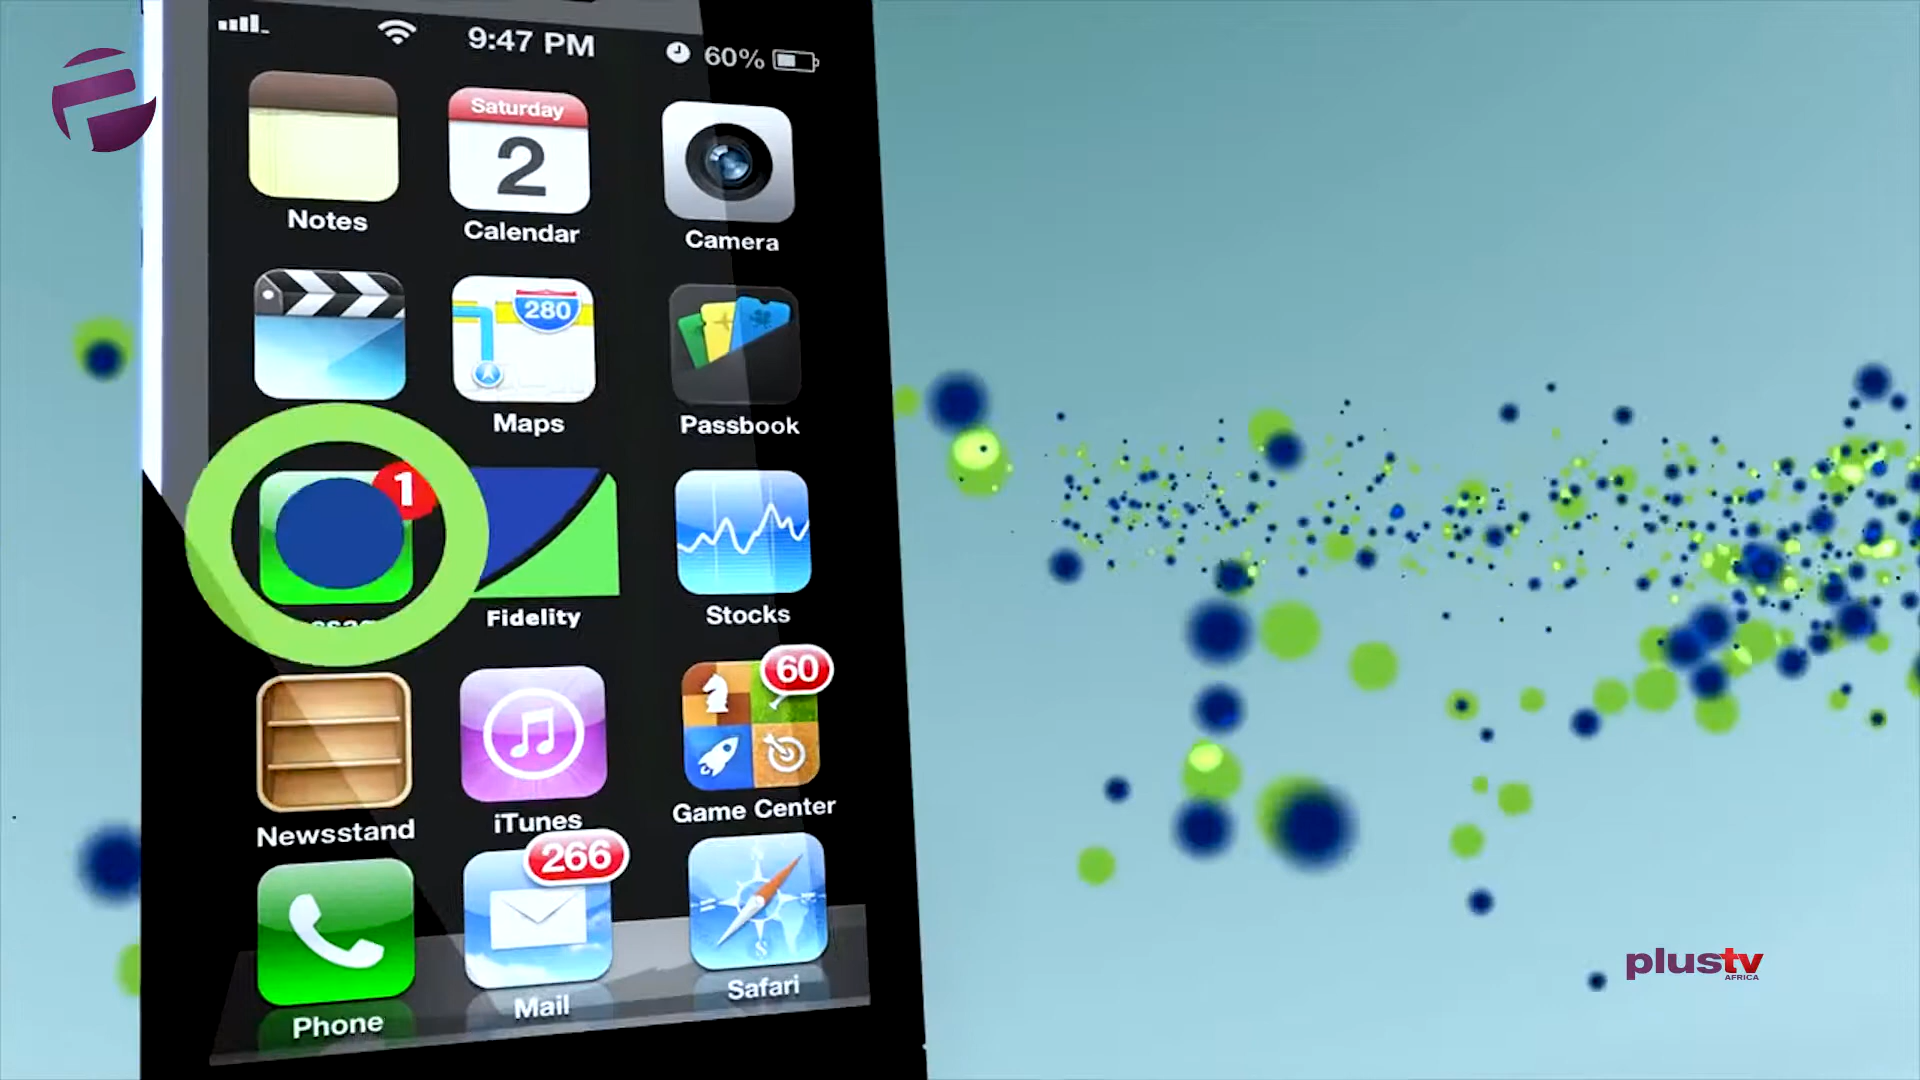 9:47 PM
60%
Saturday
2
Notes
Calendar
Camera
280
Maps
Passbook
1
Fidelity
Stocks
60
Newsstand
iTunes
Game Center
266
Phone
Mail
Safari
plustv
AFRICA